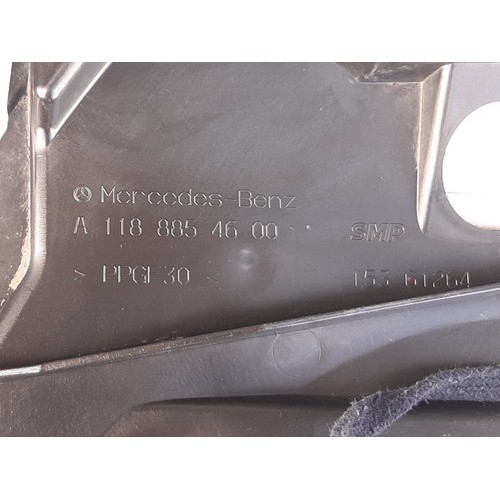 Mercedes-Benz
A 118 885 46 00 SMP
> PPGF30 < 153 61264